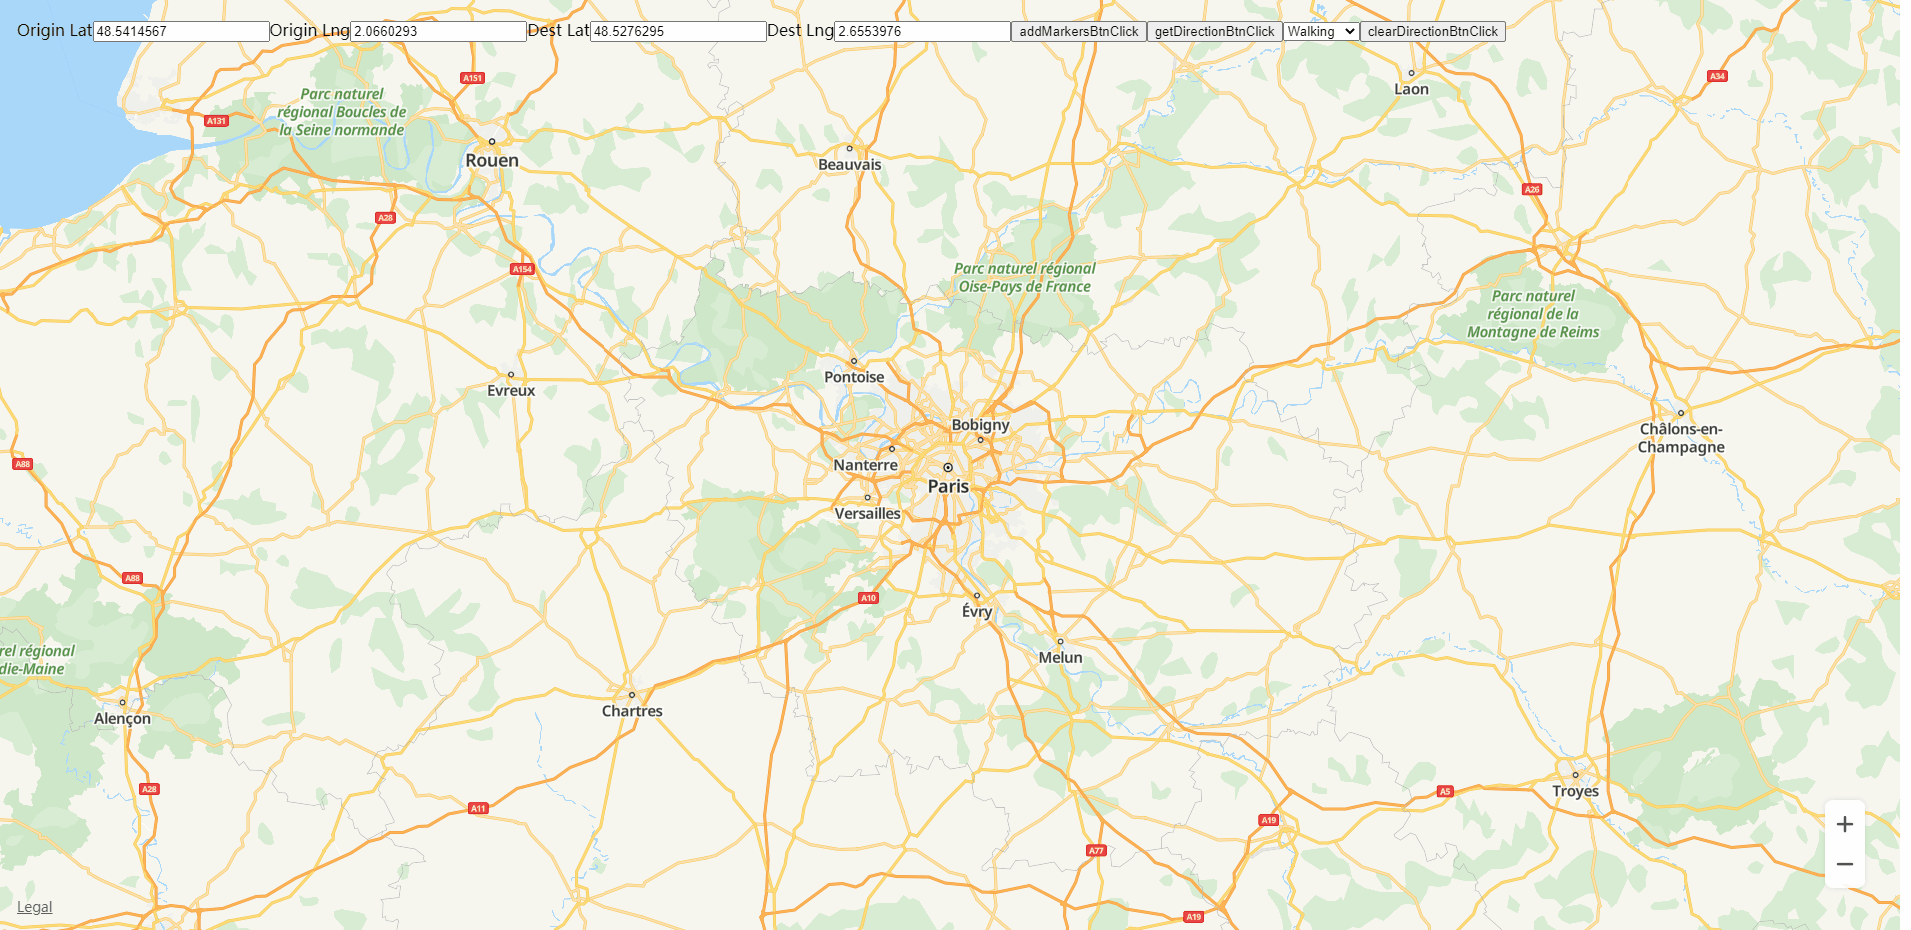 Origin Lat 48.5414567 Origin Lng 2.0660293 Dest Lat 48.5276295 Dest Lng 2.6553976 addMarkersBtnClick getDirectionBtnClick Walking clearDirectionBtnClick
A151
A34
Laon
Parc naturel
régional Boucles de
la Seine normande
A131
Rouen
Beauvais
A26
A28
A154
Parc naturel régional
Oise-Pays de France
Parc naturel
régional de la
Montagne de Reims
Pontoise
Evreux
Bobigny
Châlons-en-
Champagne
Nanterre
A88
Paris
Versailles
A88
A10
Évry
rel régional
die-Maine
Melun
Alençon
Chartres
A28
A11
Troyes
A5
A19
A77
+
−
Legal
A19